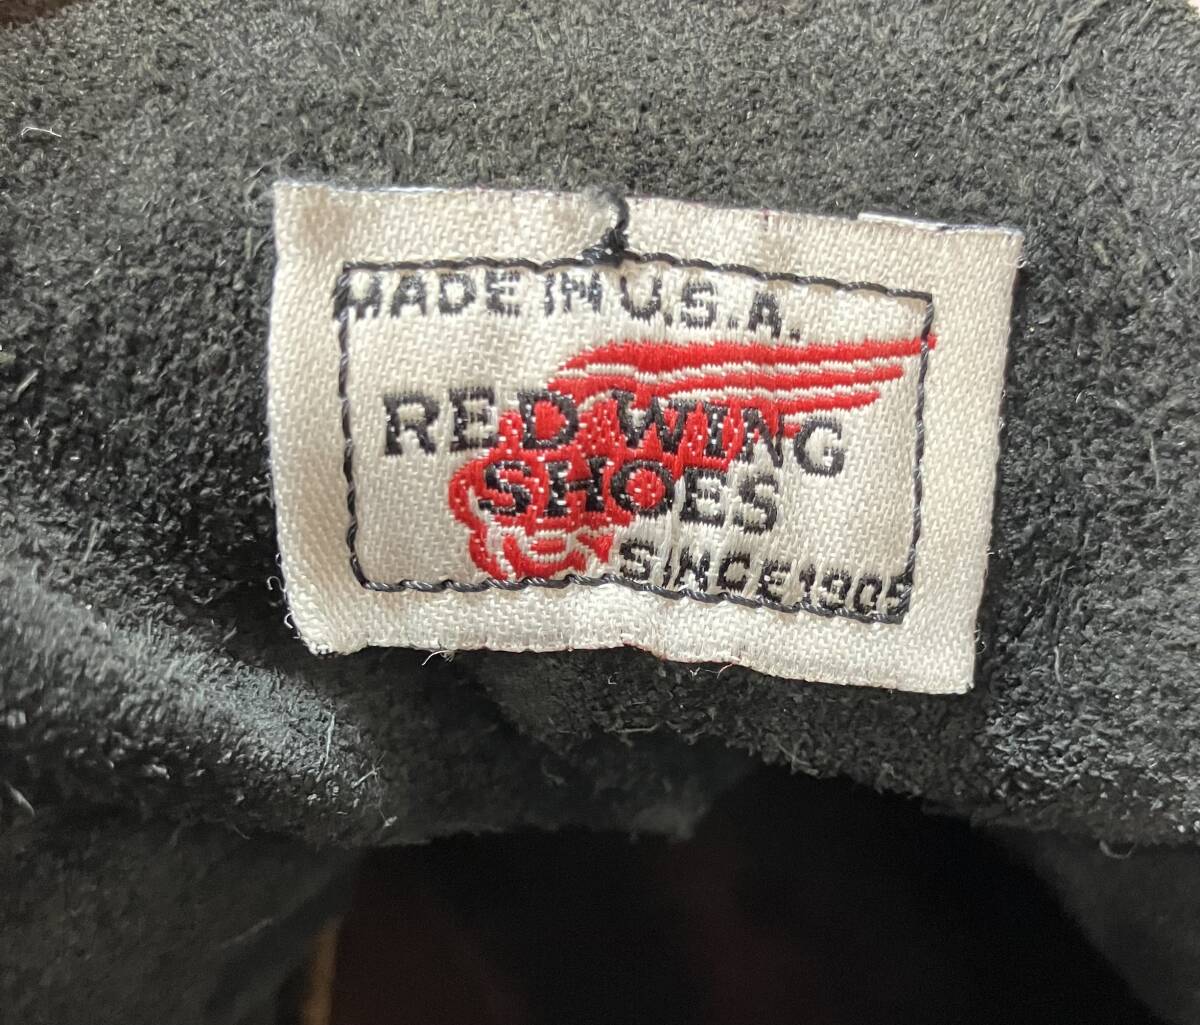 MADE IN U.S.A.
RED WING
SHOES
SINCE 1905